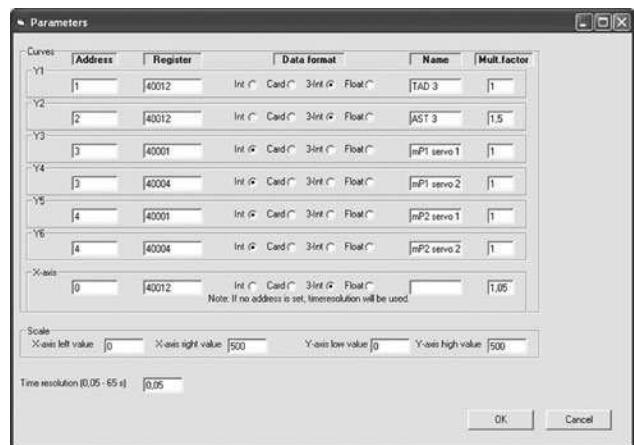 Parameters
Curves
Address Register Data format Name Mult.factor
Y1
1 40012 Int Card 3-Int Float TAD 3 1
Y2
2 40012 Int Card 3-Int Float AST 3 1,5
Y3
3 40001 Int Card 3-Int Float mP1 servo 1 1
Y4
3 40004 Int Card 3-Int Float mP1 servo 2 1
Y5
4 40001 Int Card 3-Int Float mP2 servo 1 1
Y6
4 40004 Int Card 3-Int Float mP2 servo 2 1
X-axis
0 40012 Int Card 3-Int Float 1,05
Note: If no address is set, timeresolution will be used.
Scale
X-axis left value 0 X-axis right value 500 Y-axis low value 0 Y-axis high value 500
Time resolution (0,05 - 65 s) 0,05
OK Cancel